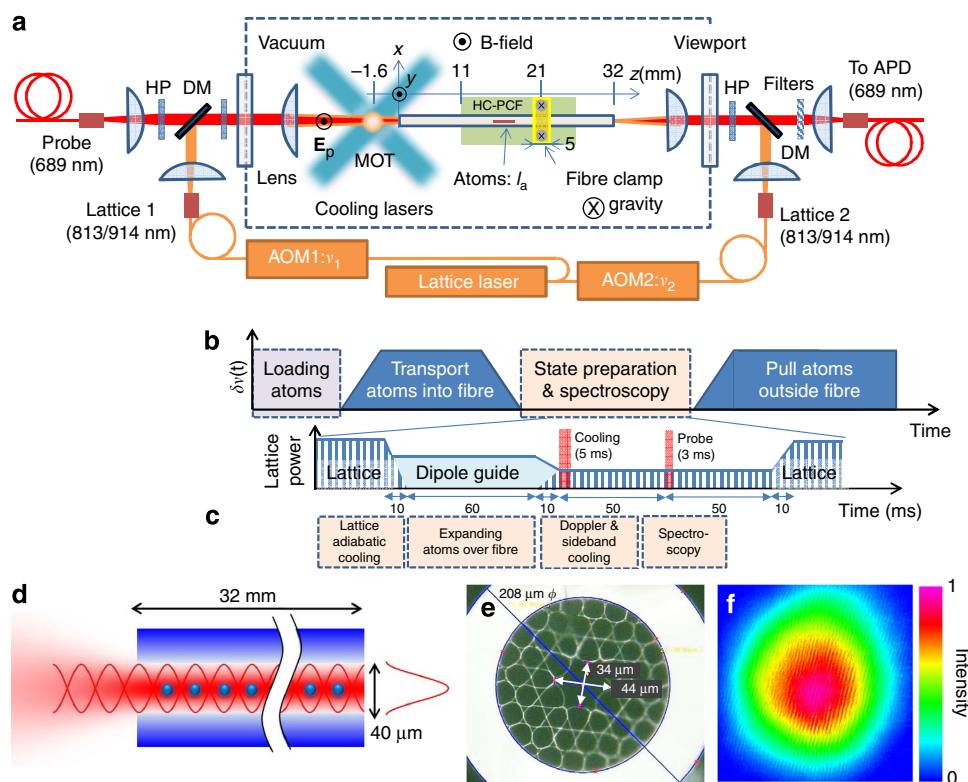 a
Vacuum
x
B-field
Viewport
y
−1.6
11
21
32
z(mm)
To APD
(689 nm)
HP
DM
HC-PCF
HP
Filters
Probe
(689 nm)
E_p
MOT
5
DM
Lens
Atoms: l_a
Fibre clamp
Cooling lasers
gravity
Lattice 1
(813/914 nm)
Lattice 2
(813/914 nm)
AOM1:ν_1
Lattice laser
AOM2:ν_2
b
δν(t)
Loading
atoms
Transport
atoms into fibre
State preparation
& spectroscopy
Pull atoms
outside fibre
Time
Lattice
power
Cooling
(5 ms)
Probe
(3 ms)
Lattice
Dipole guide
Lattice
10
60
10
50
50
10
Time (ms)
c
Lattice
adiabatic
cooling
Expanding
atoms over fibre
Doppler &
sideband
cooling
Spectro-
scopy
d
32 mm
40 μm
208 μm ϕ
e
34 μm
44 μm
f
1
Intensity
0